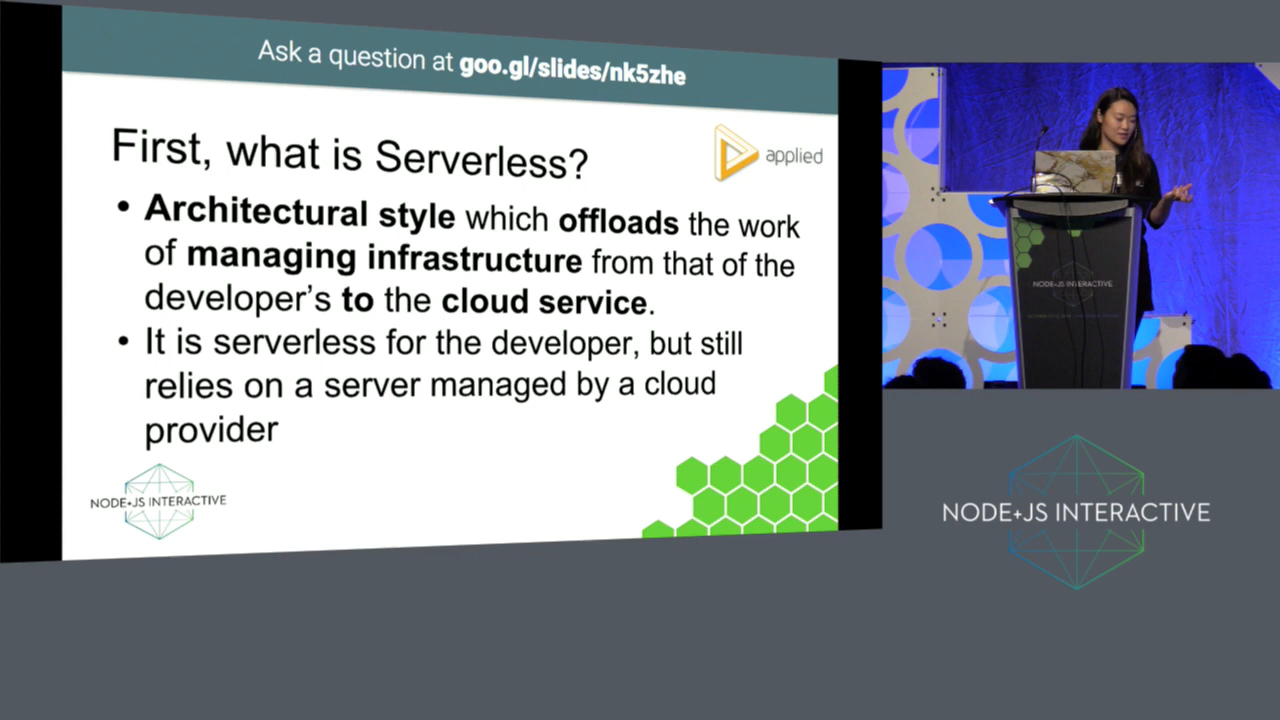 Ask a question at goo.gl/slides/nk5zhe
First, what is Serverless?
applied
• Architectural style which offloads the work
of managing infrastructure from that of the
developer's to the cloud service.
• It is serverless for the developer, but still
relies on a server managed by a cloud
provider
NODE+JS INTERACTIVE
NODE+JS INTERACTIVE
NODE+JS INTERACTIVE